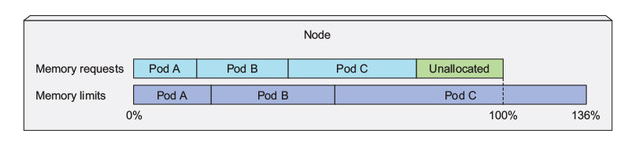 Node
Memory requests Pod A Pod B Pod C Unallocated
Memory limits Pod A Pod B Pod C
0% 100% 136%